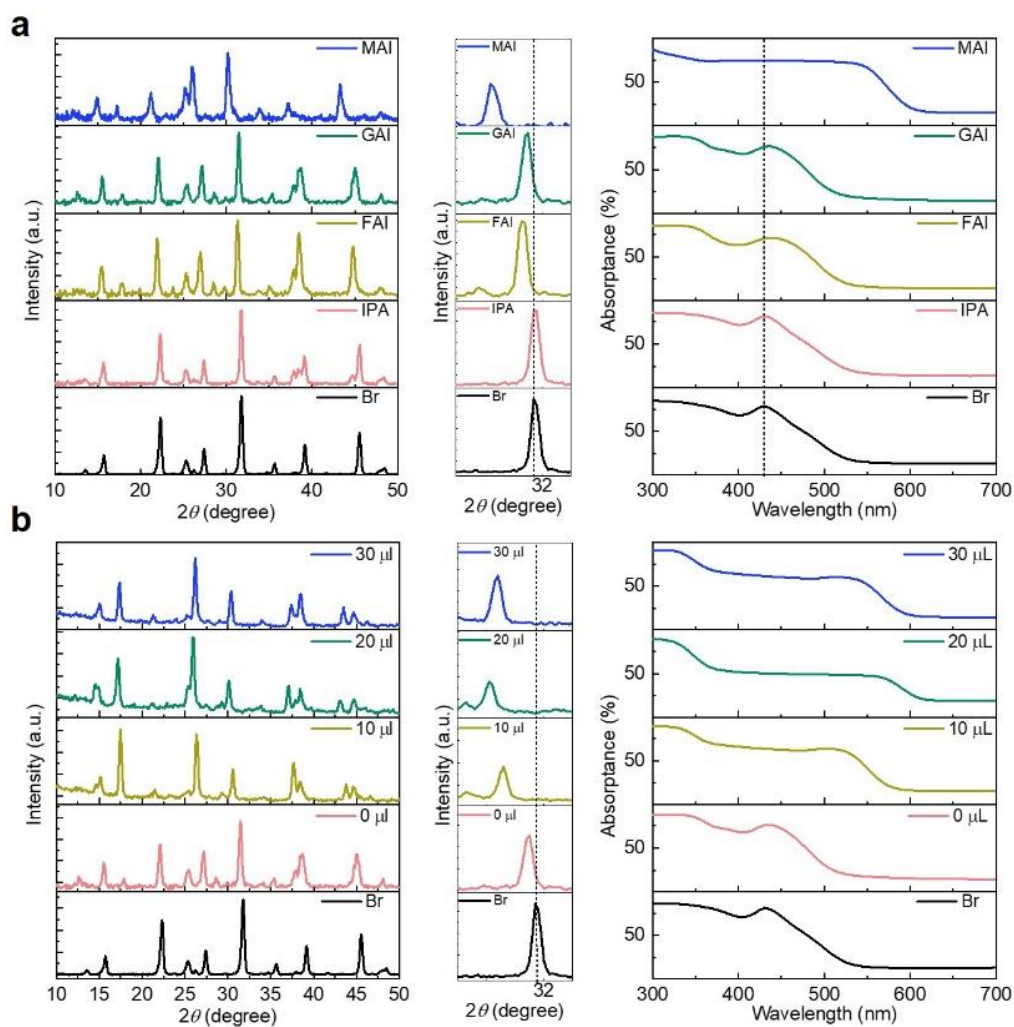 a
MAI
GAI
FAI
IPA
Br
Intensity (a.u.)
10 15 20 25 30 35 40 45 50
2θ (degree)
MAI
GAI
FAI
IPA
Br
Intensity (a.u.)
32
2θ (degree)
MAI
GAI
FAI
IPA
Br
50
50
50
50
50
Absorptance (%)
300 400 500 600 700
Wavelength (nm)
b
30 μl
20 μl
10 μl
0 μl
Br
Intensity (a.u.)
10 15 20 25 30 35 40 45 50
2θ (degree)
30 μl
20 μl
10 μl
0 μl
Br
Intensity (a.u.)
32
2θ (degree)
30 μL
20 μL
10 μL
0 μL
Br
50
50
50
50
50
Absorptance (%)
300 400 500 600 700
Wavelength (nm)